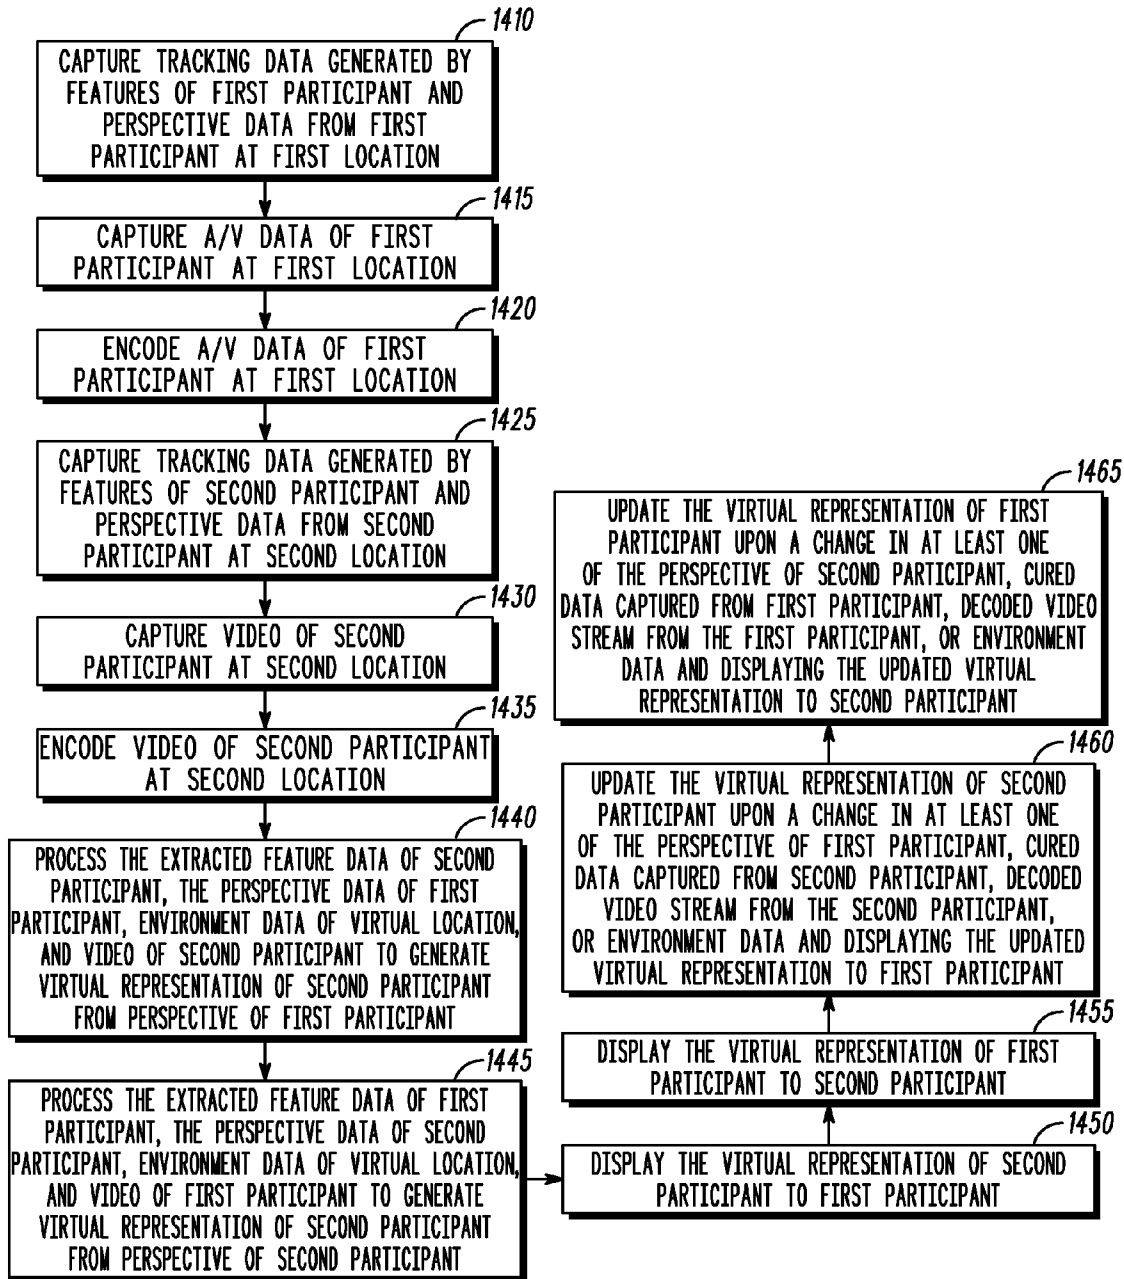 1410
CAPTURE TRACKING DATA GENERATED BY
FEATURES OF FIRST PARTICIPANT AND
PERSPECTIVE DATA FROM FIRST
PARTICIPANT AT FIRST LOCATION
1415
CAPTURE A/V DATA OF FIRST
PARTICIPANT AT FIRST LOCATION
1420
ENCODE A/V DATA OF FIRST
PARTICIPANT AT FIRST LOCATION
1425
CAPTURE TRACKING DATA GENERATED BY
FEATURES OF SECOND PARTICIPANT AND
PERSPECTIVE DATA FROM SECOND
PARTICIPANT AT SECOND LOCATION
1430
CAPTURE VIDEO OF SECOND
PARTICIPANT AT SECOND LOCATION
1435
ENCODE VIDEO OF SECOND PARTICIPANT
AT SECOND LOCATION
1440
PROCESS THE EXTRACTED FEATURE DATA OF SECOND
PARTICIPANT, THE PERSPECTIVE DATA OF FIRST
PARTICIPANT, ENVIRONMENT DATA OF VIRTUAL LOCATION,
AND VIDEO OF SECOND PARTICIPANT TO GENERATE
VIRTUAL REPRESENTATION OF SECOND PARTICIPANT
FROM PERSPECTIVE OF FIRST PARTICIPANT
1445
PROCESS THE EXTRACTED FEATURE DATA OF FIRST
PARTICIPANT, THE PERSPECTIVE DATA OF SECOND
PARTICIPANT, ENVIRONMENT DATA OF VIRTUAL LOCATION,
AND VIDEO OF FIRST PARTICIPANT TO GENERATE
VIRTUAL REPRESENTATION OF SECOND PARTICIPANT
FROM PERSPECTIVE OF SECOND PARTICIPANT
1450
DISPLAY THE VIRTUAL REPRESENTATION OF SECOND
PARTICIPANT TO FIRST PARTICIPANT
1455
DISPLAY THE VIRTUAL REPRESENTATION OF FIRST
PARTICIPANT TO SECOND PARTICIPANT
1460
UPDATE THE VIRTUAL REPRESENTATION OF SECOND
PARTICIPANT UPON A CHANGE IN AT LEAST ONE
OF THE PERSPECTIVE OF FIRST PARTICIPANT, CURED
DATA CAPTURED FROM SECOND PARTICIPANT, DECODED
VIDEO STREAM FROM THE SECOND PARTICIPANT,
OR ENVIRONMENT DATA AND DISPLAYING THE UPDATED
VIRTUAL REPRESENTATION TO FIRST PARTICIPANT
1465
UPDATE THE VIRTUAL REPRESENTATION OF FIRST
PARTICIPANT UPON A CHANGE IN AT LEAST ONE
OF THE PERSPECTIVE OF SECOND PARTICIPANT, CURED
DATA CAPTURED FROM FIRST PARTICIPANT, DECODED VIDEO
STREAM FROM THE FIRST PARTICIPANT, OR ENVIRONMENT
DATA AND DISPLAYING THE UPDATED VIRTUAL
REPRESENTATION TO SECOND PARTICIPANT